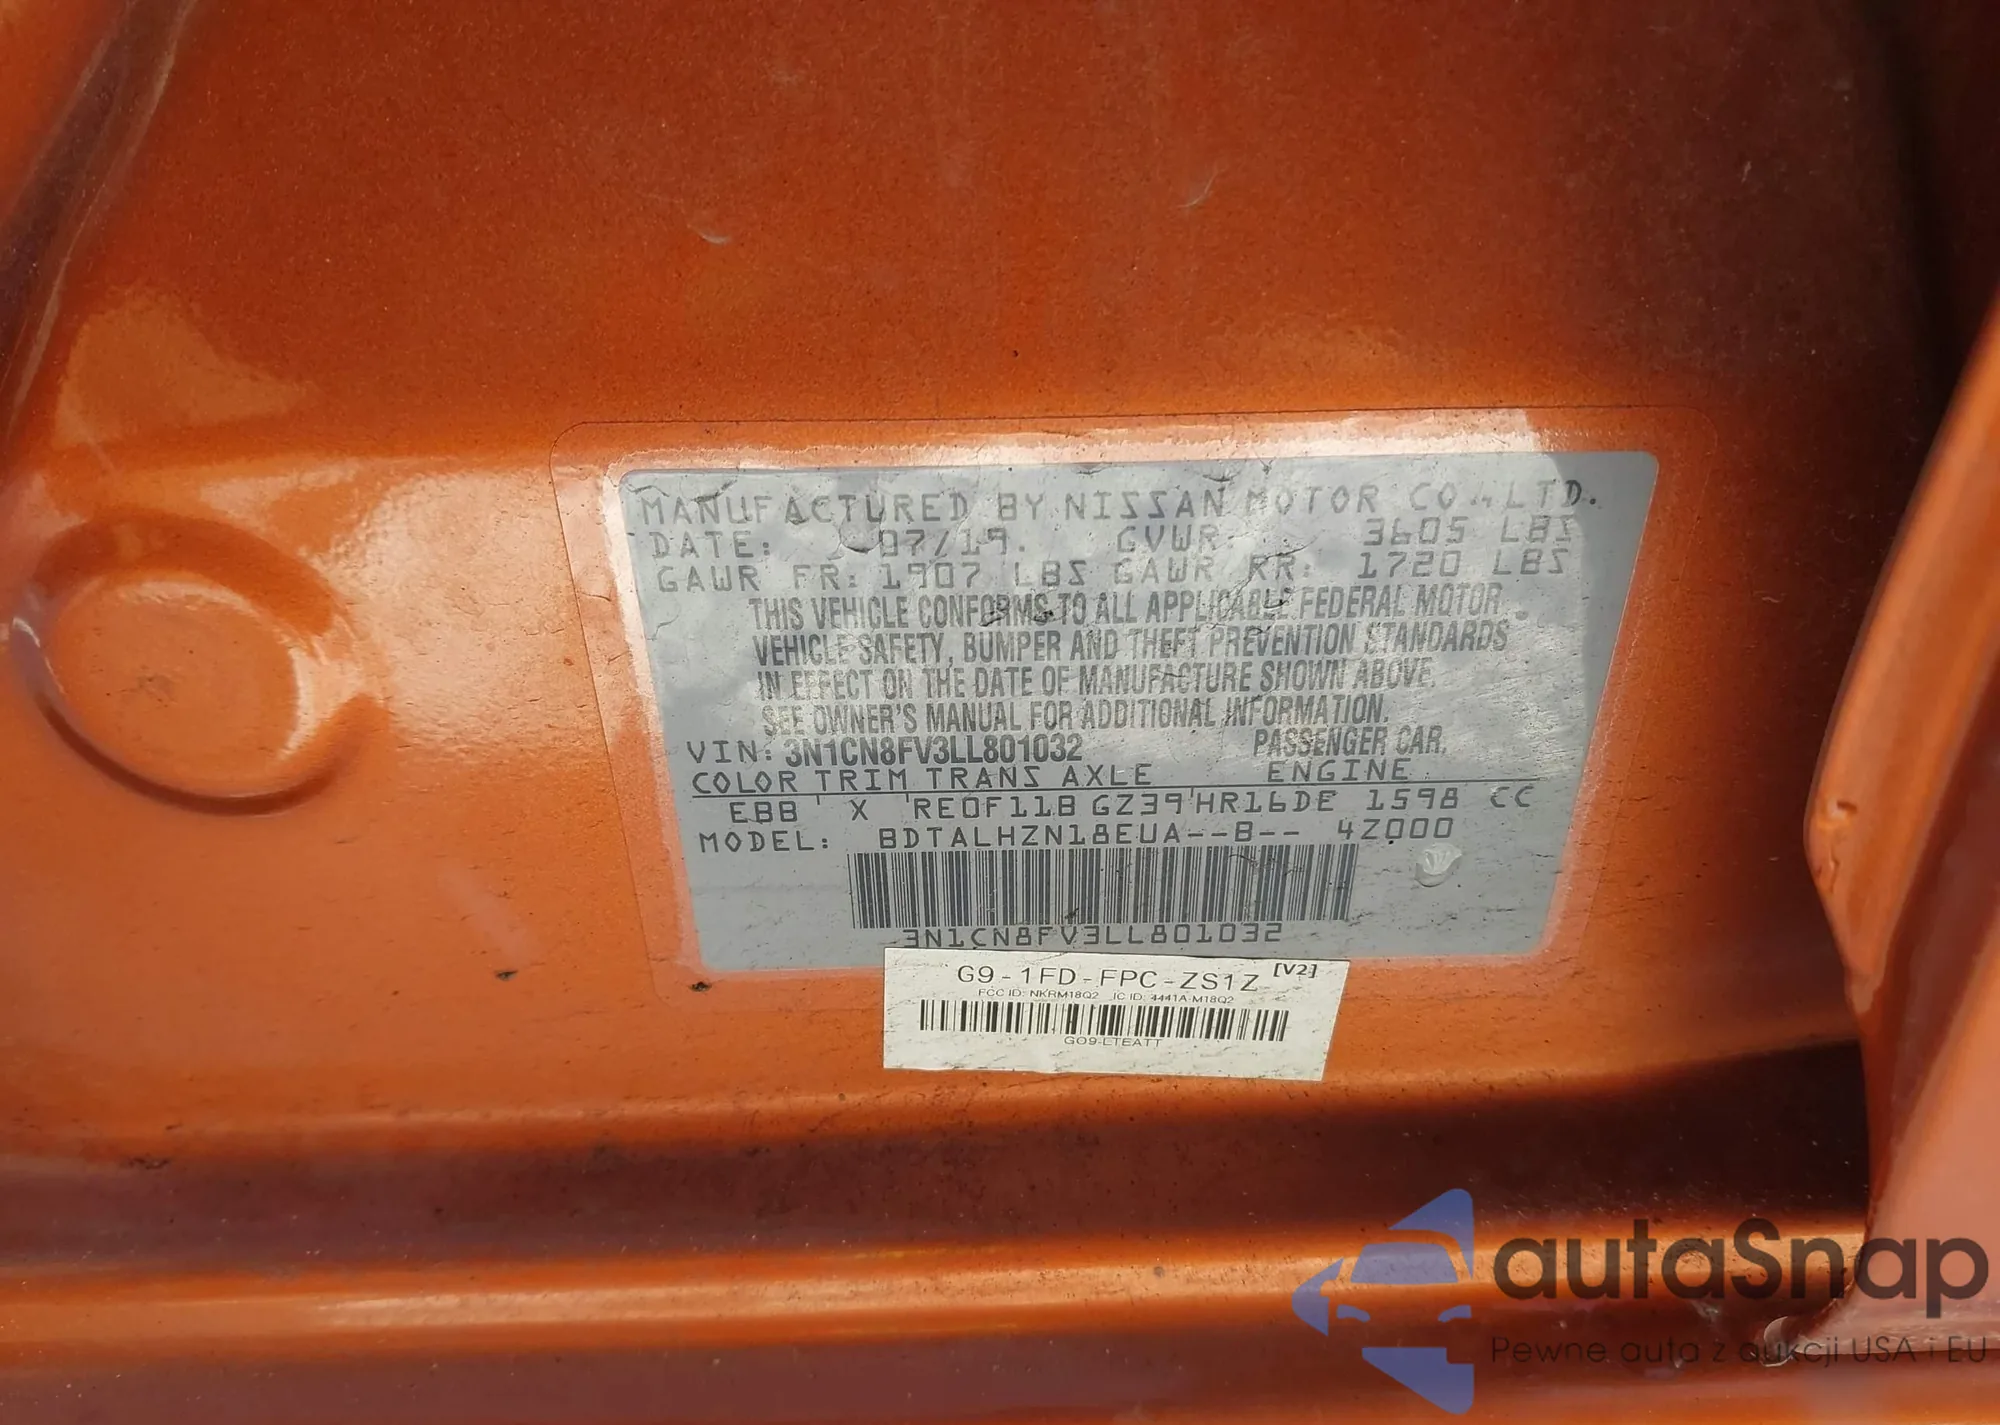 MANUFACTURED BY NISSAN MOTOR CO., LTD.
DATE: 07/19. GVWR: 3605 LBS
GAWR FR: 1907 LBS GAWR RR: 1720 LBS
THIS VEHICLE CONFORMS TO ALL APPLICABLE FEDERAL MOTOR
VEHICLE SAFETY, BUMPER AND THEFT PREVENTION STANDARDS
IN EFFECT ON THE DATE OF MANUFACTURE SHOWN ABOVE.
SEE OWNER'S MANUAL FOR ADDITIONAL INFORMATION.
VIN: 3N1CN8FV3LL801032 PASSENGER CAR.
COLOR TRIM TRANS AXLE ENGINE
EBB X RE0F11B GZ39 HR16DE 1598 CC
MODEL: BDTALHZN18EUA--B-- 4Z000
3N1CN8FV3LL801032
G9-1FD-FPC-ZS1Z [V2]
FCC ID: NKRM18Q2 IC ID: 4441A-M18Q2
GO9-LTEATT
autaSnap
Pewne auta z aukcji USA i EU